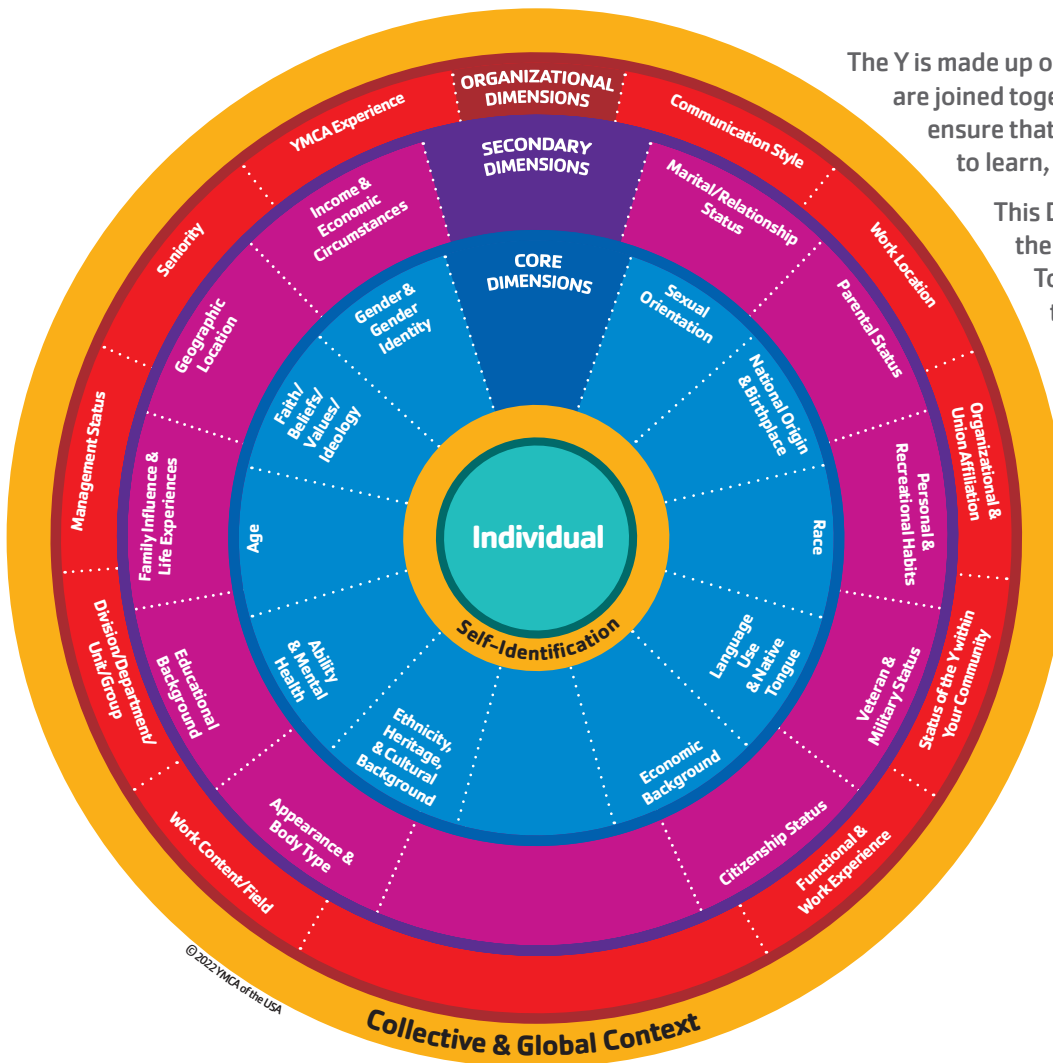 The Y is made up o
are joined toge
ensure that
to learn,
This D
the
To
t
ORGANIZATIONAL
DIMENSIONS
Communication Style
Work Location
Organizational &
Union Affiliation
Status of the Y within
Your Community
Functional &
Work Experience
Work Content/Field
Division/Department/
Unit/Group
Management Status
Seniority
YMCA Experience
SECONDARY
DIMENSIONS
Marital/Relationship
Status
Parental Status
Personal &
Recreational Habits
Veteran &
Military Status
Citizenship Status
Appearance &
Body Type
Educational
Background
Family Influence &
Life Experiences
Geographic
Location
Income &
Economic
Circumstances
CORE
DIMENSIONS
Sexual
Orientation
National Origin
& Birthplace
Race
Language
Use
& Native
Tongue
Economic
Background
Ethnicity,
Heritage,
& Cultural
Background
Ability
& Mental
Health
Age
Faith/
Beliefs/
Values/
Ideology
Gender &
Gender
Identity
Individual
Self-Identification
Collective & Global Context
© 2022 YMCA of the USA